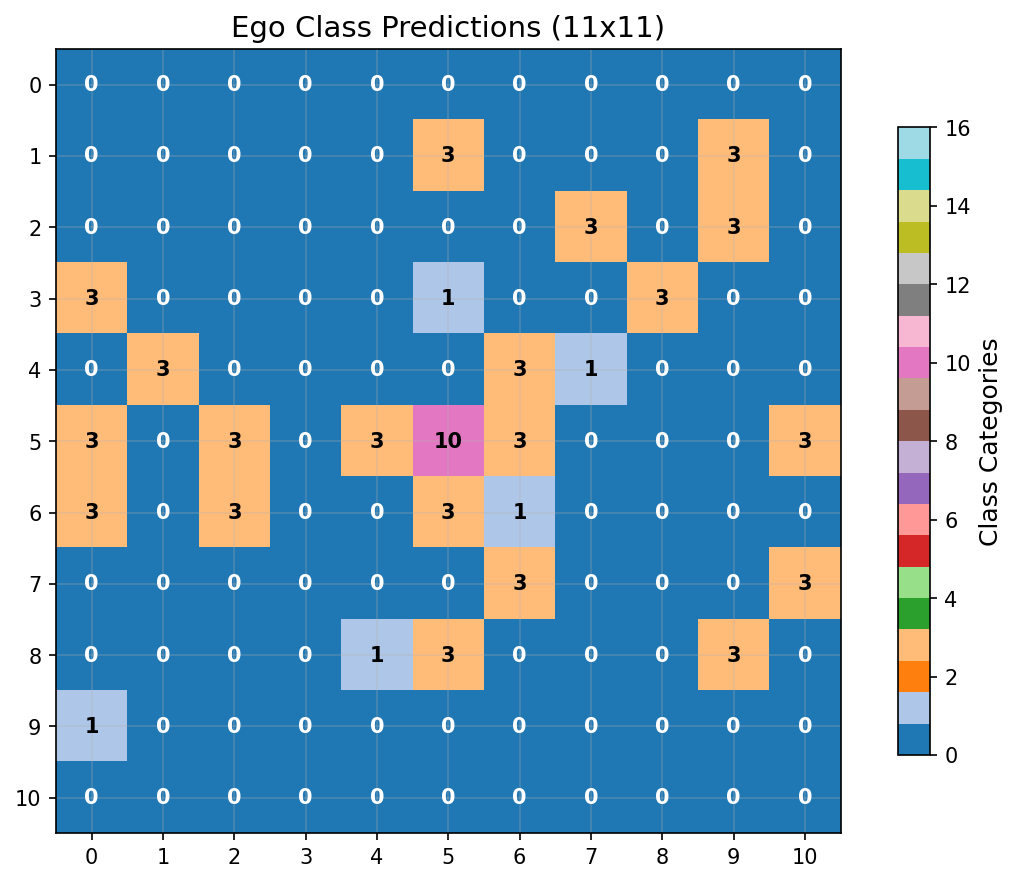 Ego Class Predictions (11x11)
0 0 0 0 0 0 0 0 0 0 0 0
1 0 0 0 0 0 3 0 0 0 3 0
2 0 0 0 0 0 0 0 3 0 3 0
3 3 0 0 0 0 1 0 0 3 0 0
4 0 3 0 0 0 0 3 1 0 0 0
5 3 0 3 0 3 10 3 0 0 0 3
6 3 0 3 0 0 3 1 0 0 0 0
7 0 0 0 0 0 0 3 0 0 0 3
8 0 0 0 0 1 3 0 0 0 3 0
9 1 0 0 0 0 0 0 0 0 0 0
10 0 0 0 0 0 0 0 0 0 0 0
0 1 2 3 4 5 6 7 8 9 10
16
14
12
10
8
6
4
2
0
Class Categories